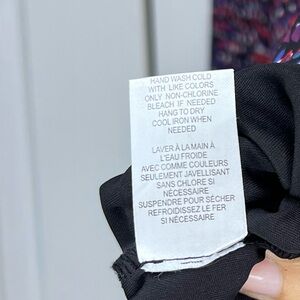 HAND WASH COLD
WITH LIKE COLORS
ONLY NON-CHLORINE
BLEACH IF NEEDED
HANG TO DRY
COOL IRON WHEN
NEEDED
LAVER À LA MAIN À
L'EAU FROIDE
AVEC COMME COULEURS
SEULEMENT JAVELLISANT
SANS CHLORE SI
NÉCESSAIRE
SUSPENDRE POUR SÉCHER
REFROIDISSEZ LE FER
SI NÉCESSAIRE